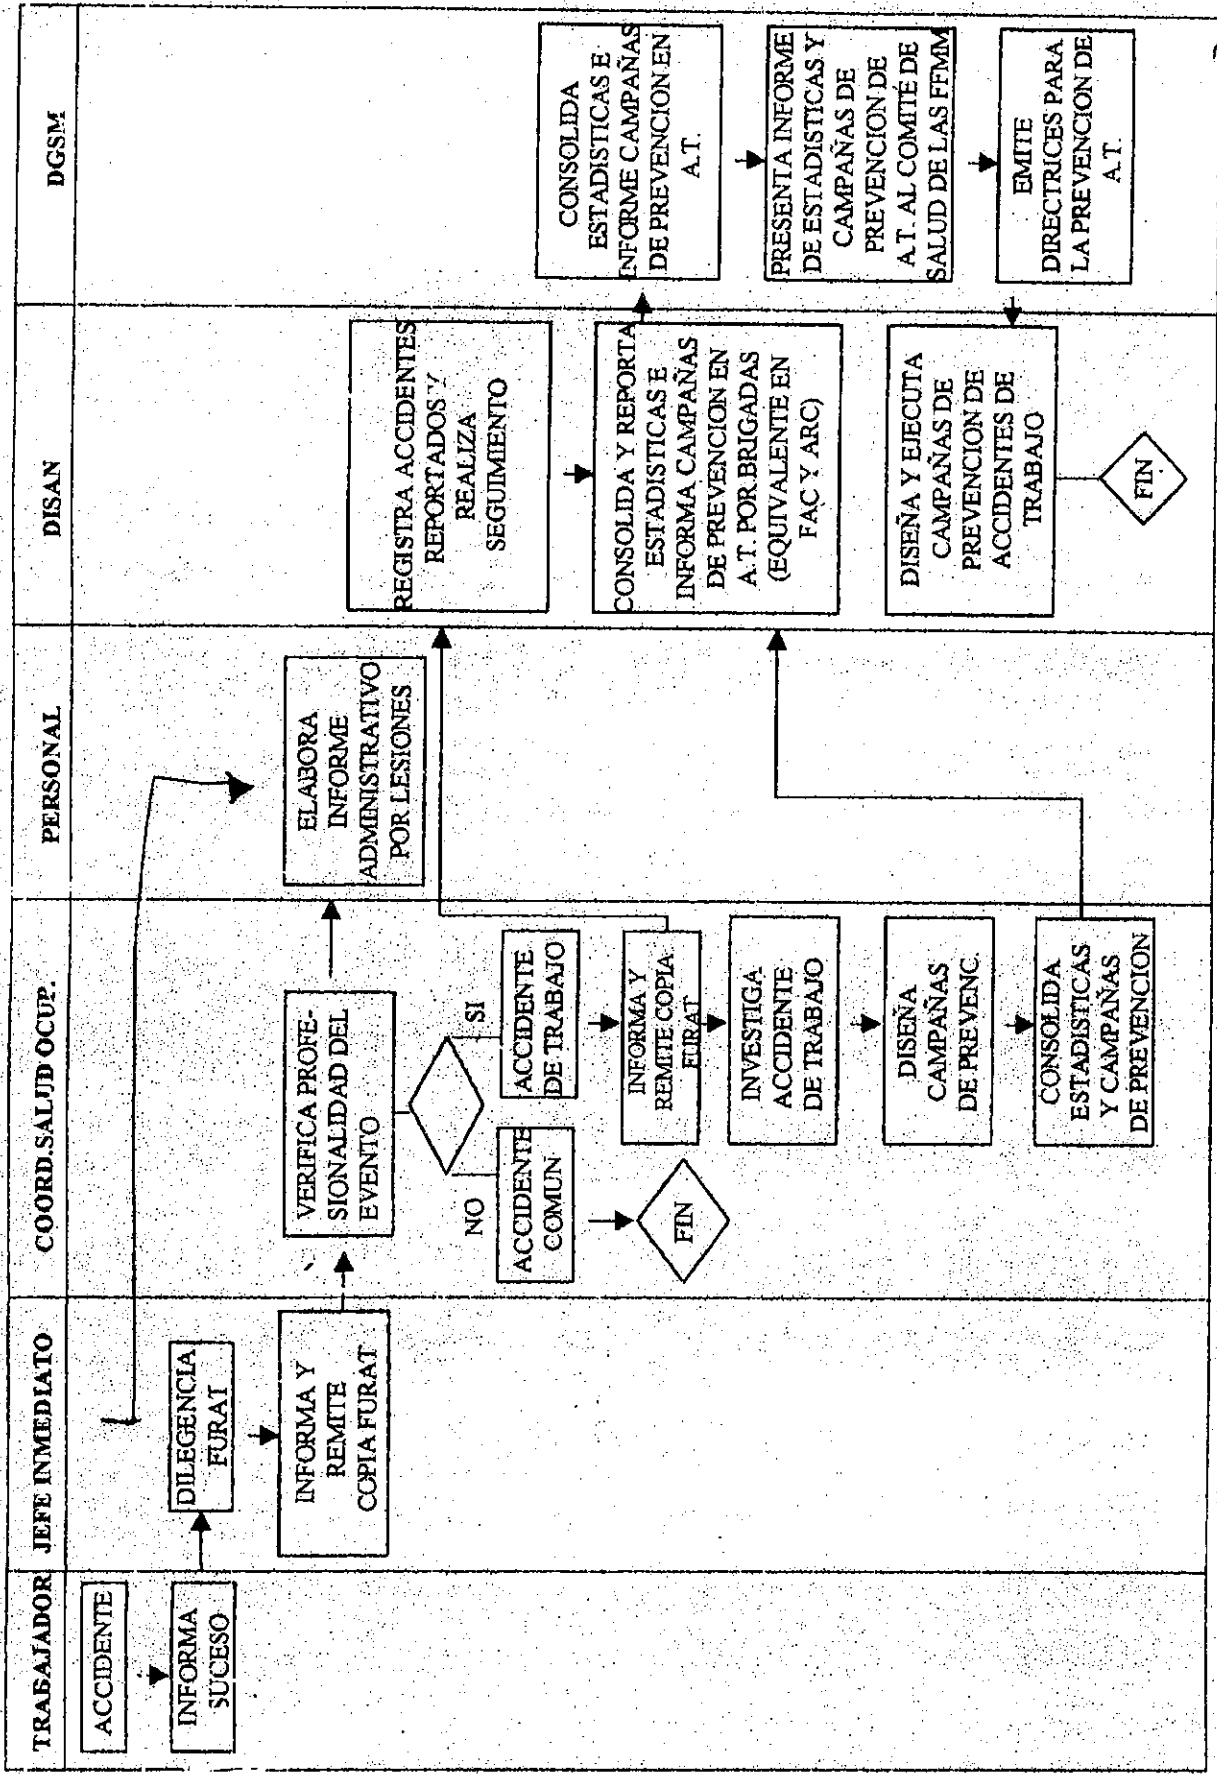 TRABAJADOR
JEFE INMEDIATO
COORD.SALUD OCUP.
PERSONAL
DISAN
DGSM
ACCIDENTE
INFORMA
SUCESO
DILEGENCIA
FURAT
INFORMA Y
REMITE
COPIA FURAT
VERIFICA PROFE-
SIONALIDAD DEL
EVENTO
NO
SI
ACCIDENTE
COMUN
FIN
ACCIDENTE
DE TRABAJO
INFORMA Y
REMITE COPIA
FURAT
INVESTIGA
ACCIDENTE
DE TRABAJO
DISEÑA
CAMPAÑAS
DE PREVENC.
CONSOLIDA
ESTADISTICAS
Y CAMPAÑAS
DE PREVENCION
ELABORA
INFORME
ADMINISTRATIVO
POR LESIONES
REGISTRA ACCIDENTES
REPORTADOS Y
REALIZA
SEGUIMIENTO
CONSOLIDA Y REPORTA
ESTADISTICAS E
INFORMA CAMPAÑAS
DE PREVENCION EN
A.T. POR BRIGADAS
(EQUIVALENTE EN
FAC Y ARC)
DISEÑA Y EJECUTA
CAMPAÑAS DE
PREVENCION DE
ACCIDENTES DE
TRABAJO
FIN
CONSOLIDA
ESTADISTICAS E
INFORME CAMPAÑAS
DE PREVENCION EN
A.T.
PRESENTA INFORME
DE ESTADISTICAS Y
CAMPAÑAS DE
PREVENCION DE
A.T. AL COMITÉ DE
SALUD DE LAS FFMM
EMITE
DIRECTRICES PARA
LA PREVENCION DE
A.T.